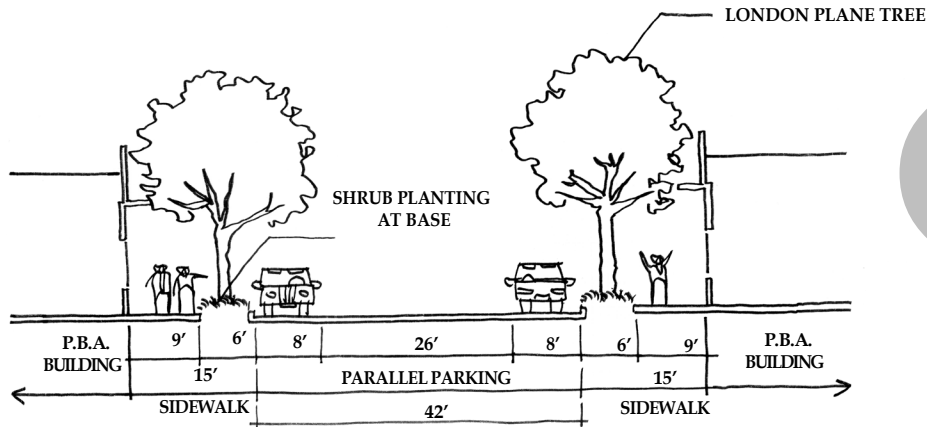 LONDON PLANE TREE
SHRUB PLANTING
AT BASE
P.B.A.
BUILDING
9′ 6′ 8′ 26′ 8′ 6′ 9′
P.B.A.
BUILDING
15′ PARALLEL PARKING 15′
SIDEWALK 42′ SIDEWALK